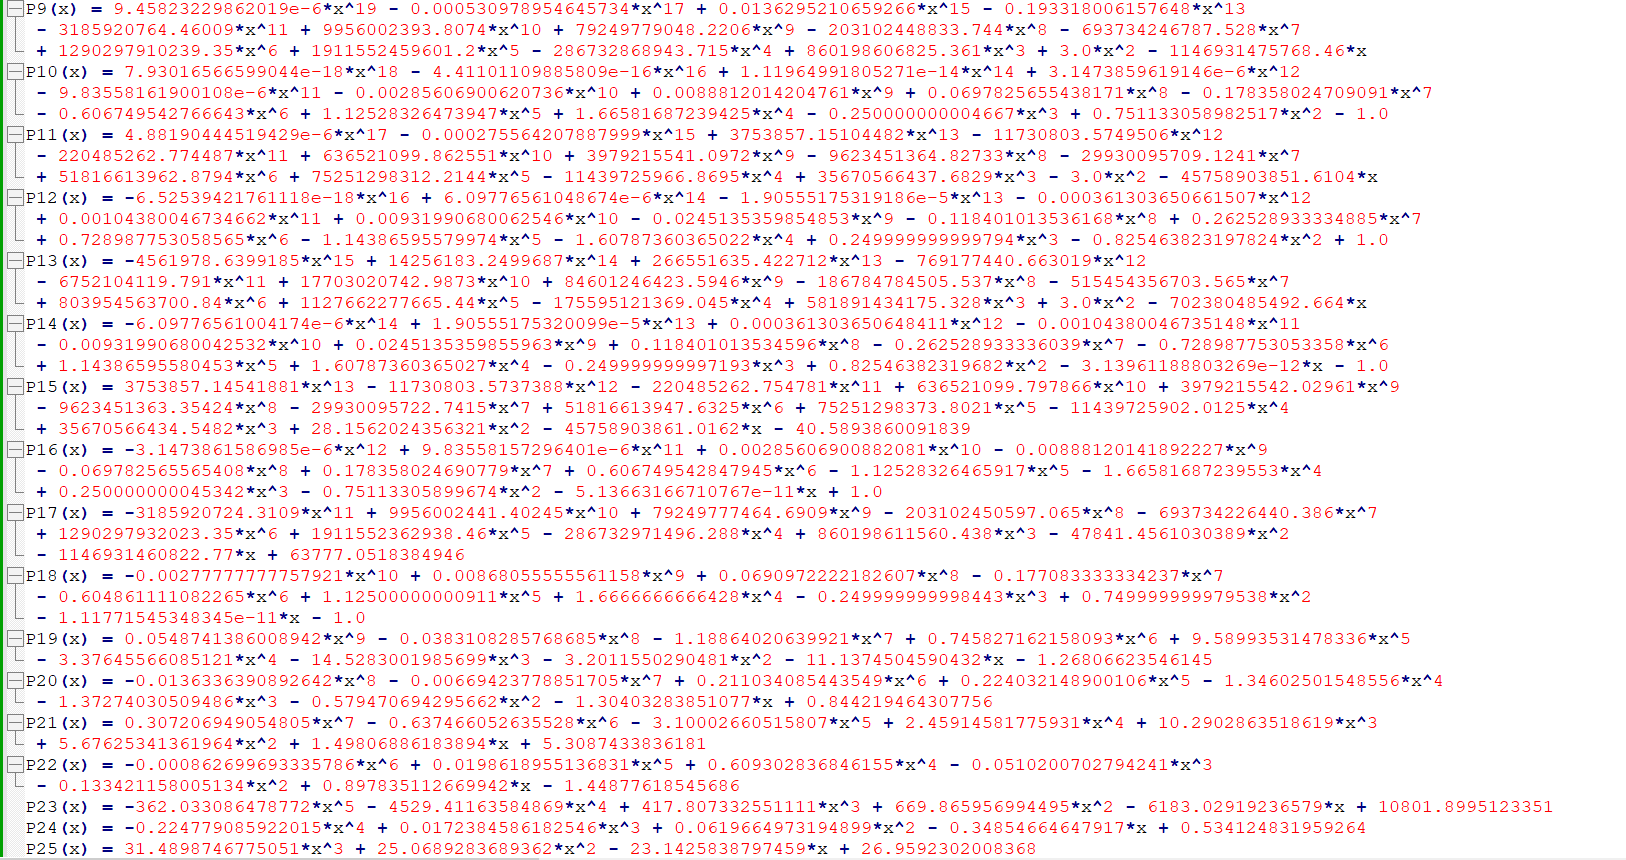 P9(x) = 9.45823229862019e-6*x^19 - 0.000530978954645734*x^17 + 0.0136295210659266*x^15 - 0.193318006157648*x^13
- 3185920764.46009*x^11 + 9956002393.8074*x^10 + 79249779048.2206*x^9 - 203102448833.744*x^8 - 693734246787.528*x^7
+ 1290297910239.35*x^6 + 1911552459601.2*x^5 - 286732868943.715*x^4 + 860198606825.361*x^3 + 3.0*x^2 - 1146931475768.46*x
P10(x) = 7.93016566599044e-18*x^18 - 4.41101109885809e-16*x^16 + 1.11964991805271e-14*x^14 + 3.1473859619146e-6*x^12
- 9.83558161900108e-6*x^11 - 0.00285606900620736*x^10 + 0.0088812014204761*x^9 + 0.0697825655438171*x^8 - 0.178358024709091*x^7
- 0.606749542766643*x^6 + 1.12528326473947*x^5 + 1.66581687239425*x^4 - 0.250000000004667*x^3 + 0.751133058982517*x^2 - 1.0
P11(x) = 4.88190444519429e-6*x^17 - 0.000275564207887999*x^15 + 3753857.15104482*x^13 - 11730803.5749506*x^12
- 220485262.774487*x^11 + 636521099.862551*x^10 + 3979215541.0972*x^9 - 9623451364.82733*x^8 - 29930095709.1241*x^7
+ 51816613962.8794*x^6 + 75251298312.2144*x^5 - 11439725966.8695*x^4 + 35670566437.6829*x^3 - 3.0*x^2 - 45758903851.6104*x
P12(x) = -6.52539421761118e-18*x^16 + 6.09776561048674e-6*x^14 - 1.90555175319186e-5*x^13 - 0.000361303650661507*x^12
+ 0.00104380046734662*x^11 + 0.00931990680062546*x^10 - 0.0245135359854853*x^9 - 0.118401013536168*x^8 + 0.262528933334885*x^7
+ 0.728987753058565*x^6 - 1.14386595579974*x^5 - 1.60787360365022*x^4 + 0.249999999999794*x^3 - 0.825463823197824*x^2 + 1.0
P13(x) = -4561978.6399185*x^15 + 14256183.2499687*x^14 + 266551635.422712*x^13 - 769177440.663019*x^12
- 6752104119.791*x^11 + 17703020742.9873*x^10 + 84601246423.5946*x^9 - 186784784505.537*x^8 - 515454356703.565*x^7
+ 803954563700.84*x^6 + 1127662277665.44*x^5 - 175595121369.045*x^4 + 581891434175.328*x^3 + 3.0*x^2 - 702380485492.664*x
P14(x) = -6.09776561004174e-6*x^14 + 1.90555175320099e-5*x^13 + 0.000361303650648411*x^12 - 0.00104380046735148*x^11
- 0.00931990680042532*x^10 + 0.0245135359855963*x^9 + 0.118401013534596*x^8 - 0.262528933336039*x^7 - 0.728987753053358*x^6
+ 1.14386595580453*x^5 + 1.60787360365027*x^4 - 0.249999999997193*x^3 + 0.82546382319682*x^2 - 3.13961188803269e-12*x - 1.0
P15(x) = 3753857.14541881*x^13 - 11730803.5737388*x^12 - 220485262.754781*x^11 + 636521099.797866*x^10 + 3979215542.02961*x^9
- 9623451363.35424*x^8 - 29930095722.7415*x^7 + 51816613947.6325*x^6 + 75251298373.8021*x^5 - 11439725902.0125*x^4
+ 35670566434.5482*x^3 + 28.1562024356321*x^2 - 45758903861.0162*x - 40.5893860091839
P16(x) = -3.1473861586985e-6*x^12 + 9.83558157296401e-6*x^11 + 0.00285606900882081*x^10 - 0.00888120141892227*x^9
- 0.069782565565408*x^8 + 0.178358024690779*x^7 + 0.606749542847945*x^6 - 1.12528326465917*x^5 - 1.66581687239553*x^4
+ 0.250000000045342*x^3 - 0.75113305899674*x^2 - 5.13663166710767e-11*x + 1.0
P17(x) = -3185920724.3109*x^11 + 9956002441.40245*x^10 + 79249777464.6909*x^9 - 203102450597.065*x^8 - 693734226440.386*x^7
+ 1290297932023.35*x^6 + 1911552362938.46*x^5 - 286732971496.288*x^4 + 860198611560.438*x^3 - 47841.4561030389*x^2
- 1146931460822.77*x + 63777.0518384946
P18(x) = -0.00277777777757921*x^10 + 0.00868055555561158*x^9 + 0.0690972222182607*x^8 - 0.177083333334237*x^7
- 0.604861111082265*x^6 + 1.12500000000911*x^5 + 1.6666666666428*x^4 - 0.249999999998443*x^3 + 0.749999999979538*x^2
- 1.11771545348345e-11*x - 1.0
P19(x) = 0.0548741386008942*x^9 - 0.0383108285768685*x^8 - 1.18864020639921*x^7 + 0.745827162158093*x^6 + 9.58993531478336*x^5
- 3.37645566085121*x^4 - 14.5283001985699*x^3 - 3.2011550290481*x^2 - 11.1374504590432*x - 1.26806623546145
P20(x) = -0.0136336390892642*x^8 - 0.00669423778851705*x^7 + 0.211034085443549*x^6 + 0.224032148900106*x^5 - 1.34602501548556*x^4
- 1.37274030509486*x^3 - 0.579470694295662*x^2 - 1.30403283851077*x + 0.844219464307756
P21(x) = 0.307206949054805*x^7 - 0.637466052635528*x^6 - 3.10002660515807*x^5 + 2.45914581775931*x^4 + 10.2902863518619*x^3
+ 5.67625341361964*x^2 + 1.49806886183894*x + 5.3087433836181
P22(x) = -0.000862699693335786*x^6 + 0.0198618955136831*x^5 + 0.609302836846155*x^4 - 0.0510200702794241*x^3
- 0.133421158005134*x^2 + 0.897835112669942*x - 1.44877618545686
P23(x) = -362.033086478772*x^5 - 4529.41163584869*x^4 + 417.807332551111*x^3 + 669.865956994495*x^2 - 6183.02919236579*x + 10801.8995123351
P24(x) = -0.224779085922015*x^4 + 0.0172384586182546*x^3 + 0.0619664973194899*x^2 - 0.34854664647917*x + 0.534124831959264
P25(x) = 31.4898746775051*x^3 + 25.0689283689362*x^2 - 23.1425838797459*x + 26.9592302008368